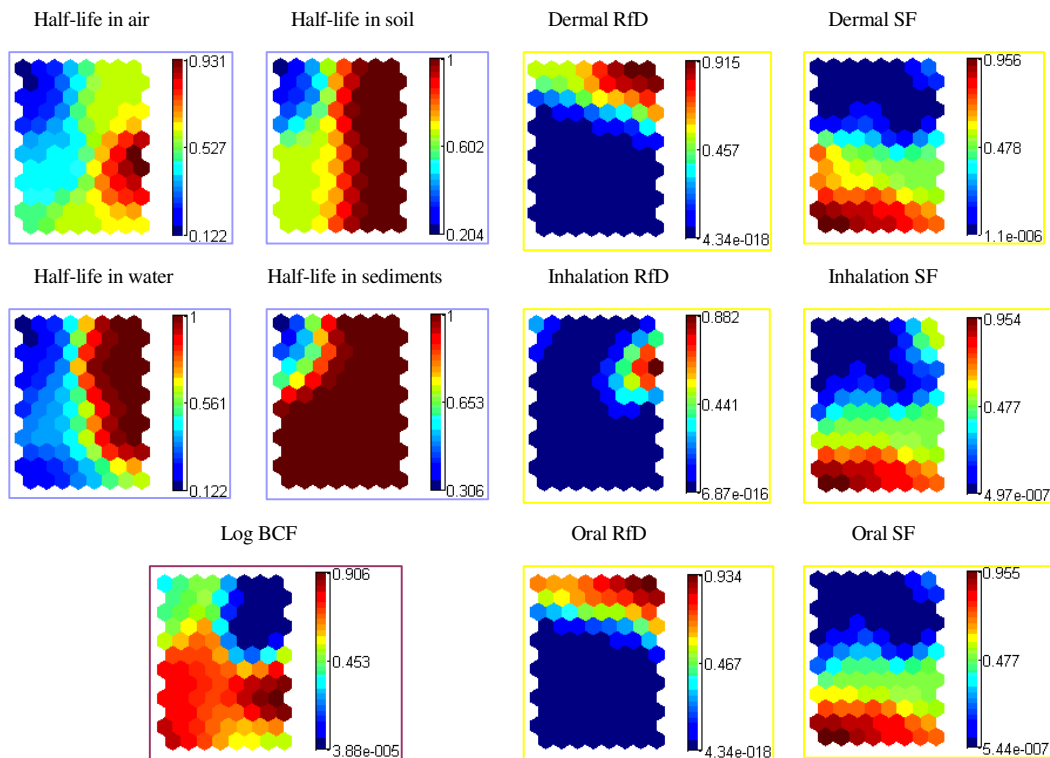 Half-life in air
Half-life in soil
Dermal RfD
Dermal SF
0.931
0.527
0.122
1
0.602
0.204
0.915
0.457
4.34e-018
0.956
0.478
1.1e-006
Half-life in water
Half-life in sediments
Inhalation RfD
Inhalation SF
1
0.561
0.122
1
0.653
0.306
0.882
0.441
6.87e-016
0.954
0.477
4.97e-007
Log BCF
Oral RfD
Oral SF
0.906
0.453
3.88e-005
0.934
0.467
4.34e-018
0.955
0.477
5.44e-007